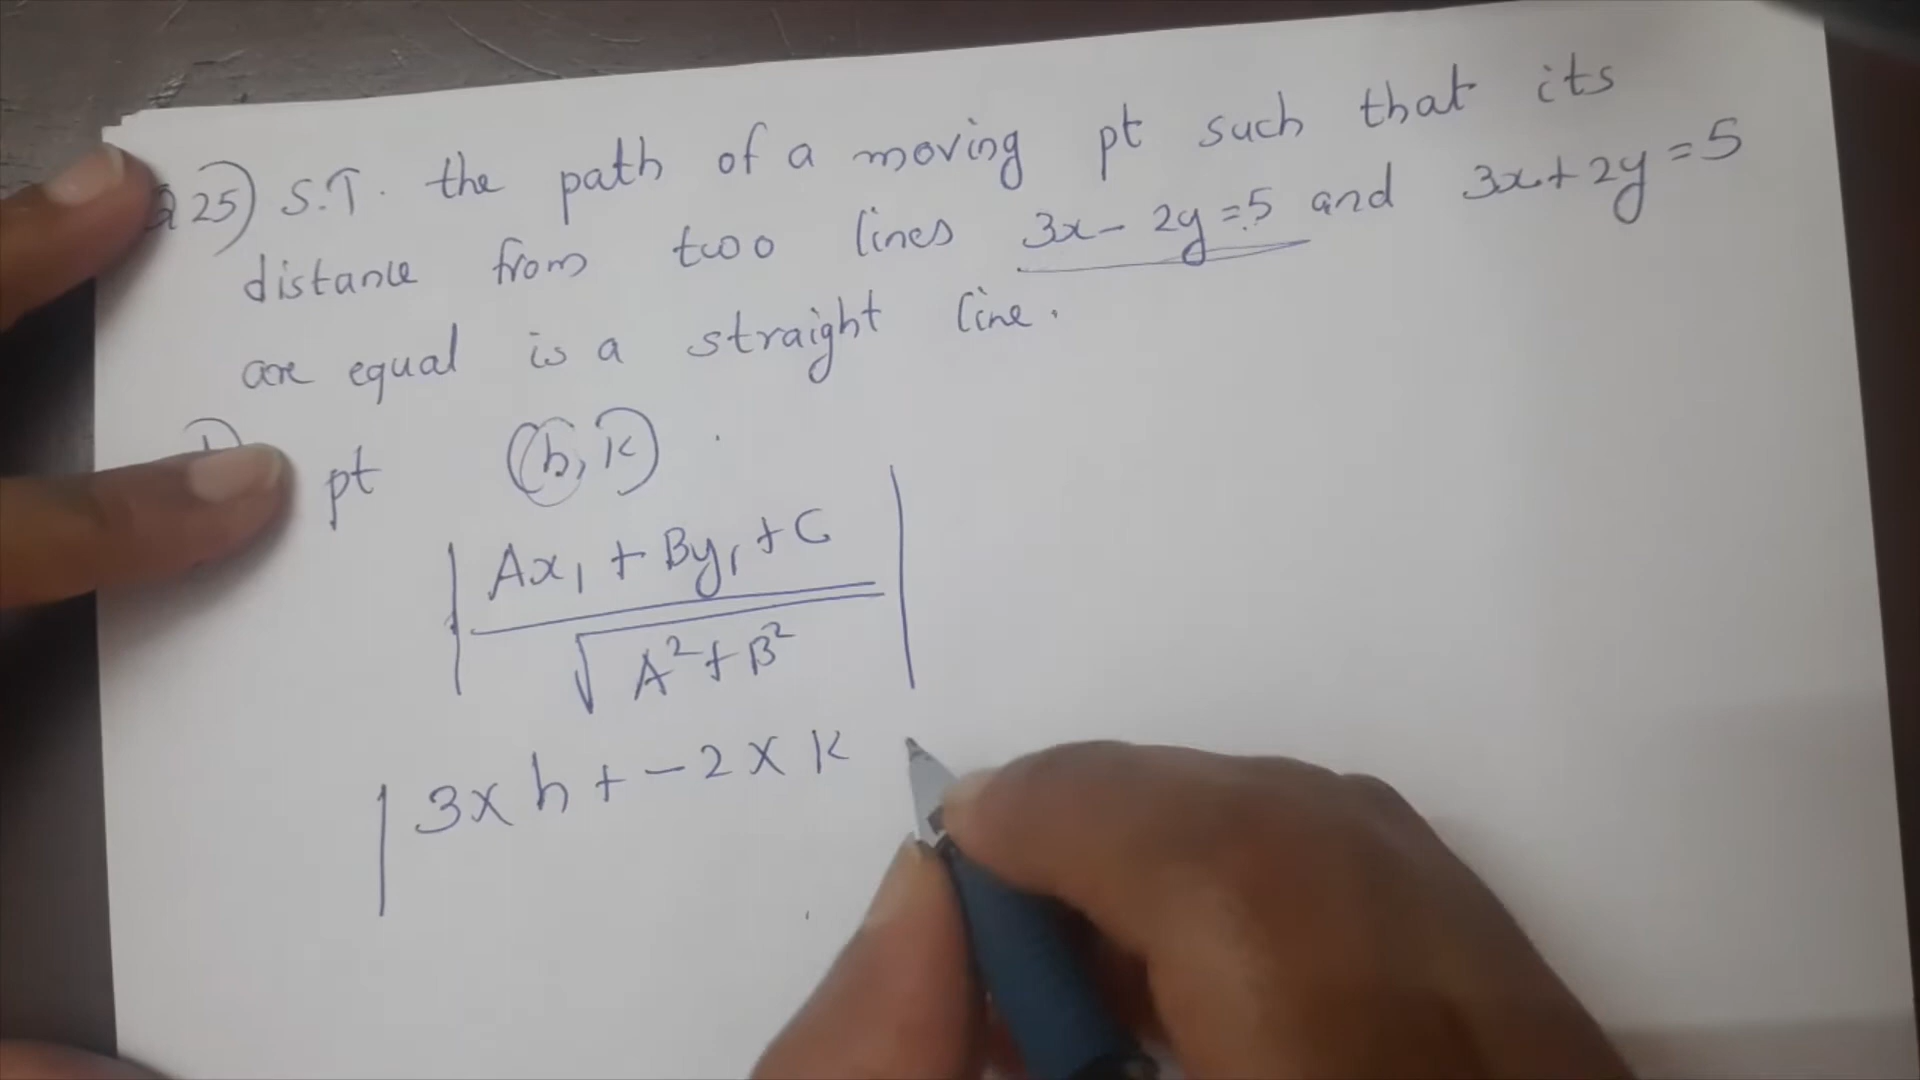 25) S.T. the path of a moving pt such that its
distance from two lines 3x - 2y = 5 and 3x + 2y = 5
are equal is a straight line.
pt (h, k)
| Ax₁ + By₁ + C |
√A² + B²
| 3 x h + - 2 x k